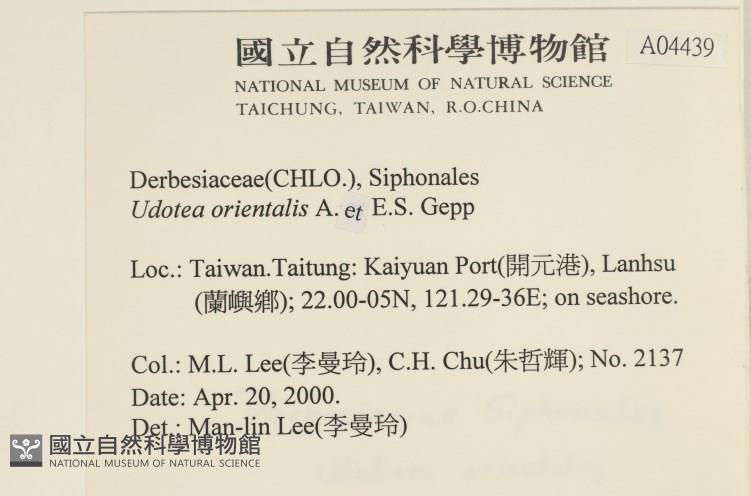 國立自然科學博物館
A04439
NATIONAL MUSEUM OF NATURAL SCIENCE
TAICHUNG, TAIWAN, R.O.CHINA
Derbesiaceae(CHLO.), Siphonales
Udotea orientalis A. et E.S. Gepp
Loc.: Taiwan.Taitung: Kaiyuan Port(開元港), Lanhsu
(蘭嶼鄉); 22.00-05N, 121.29-36E; on seashore.
Col.: M.L. Lee(李曼玲), C.H. Chu(朱哲輝); No. 2137
Date: Apr. 20, 2000.
Det.: Man-lin Lee(李曼玲)
國立自然科學博物館
NATIONAL MUSEUM OF NATURAL SCIENCE